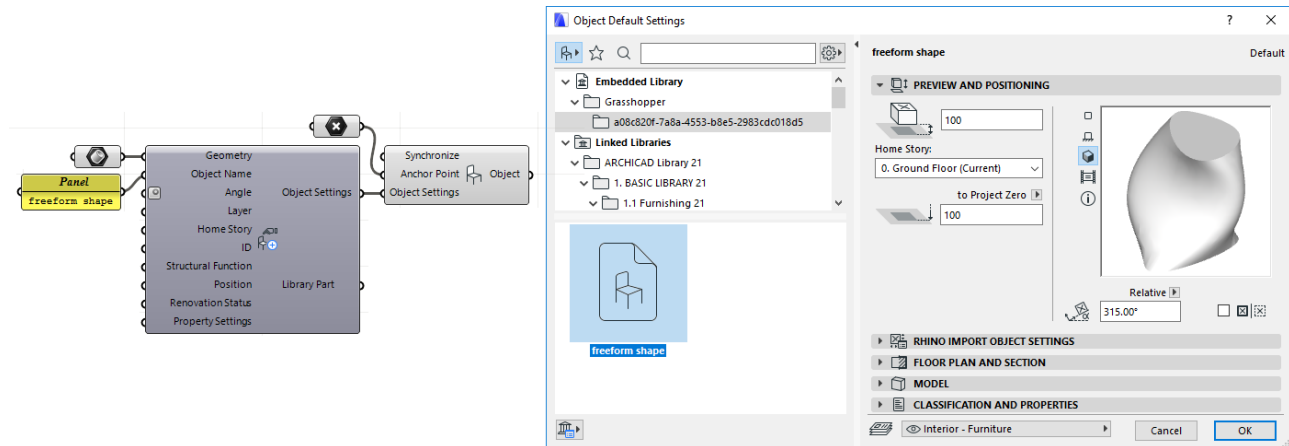 Geometry
Object Name
Angle
Layer
Home Story
ID
Structural Function
Position
Renovation Status
Property Settings
Object Settings
Library Part
Panel
freeform shape
Synchronize
Anchor Point
Object Settings
Object
Object Default Settings
? ×
Embedded Library
Grasshopper
a08c820f-7a8a-4553-b8e5-2983cdc018d5
Linked Libraries
ARCHICAD Library 21
1. BASIC LIBRARY 21
1.1 Furnishing 21
freeform shape
freeform shape Default
PREVIEW AND POSITIONING
100
Home Story:
0. Ground Floor (Current)
to Project Zero
100
Relative
315.00°
RHINO IMPORT OBJECT SETTINGS
FLOOR PLAN AND SECTION
MODEL
CLASSIFICATION AND PROPERTIES
Interior - Furniture
Cancel OK